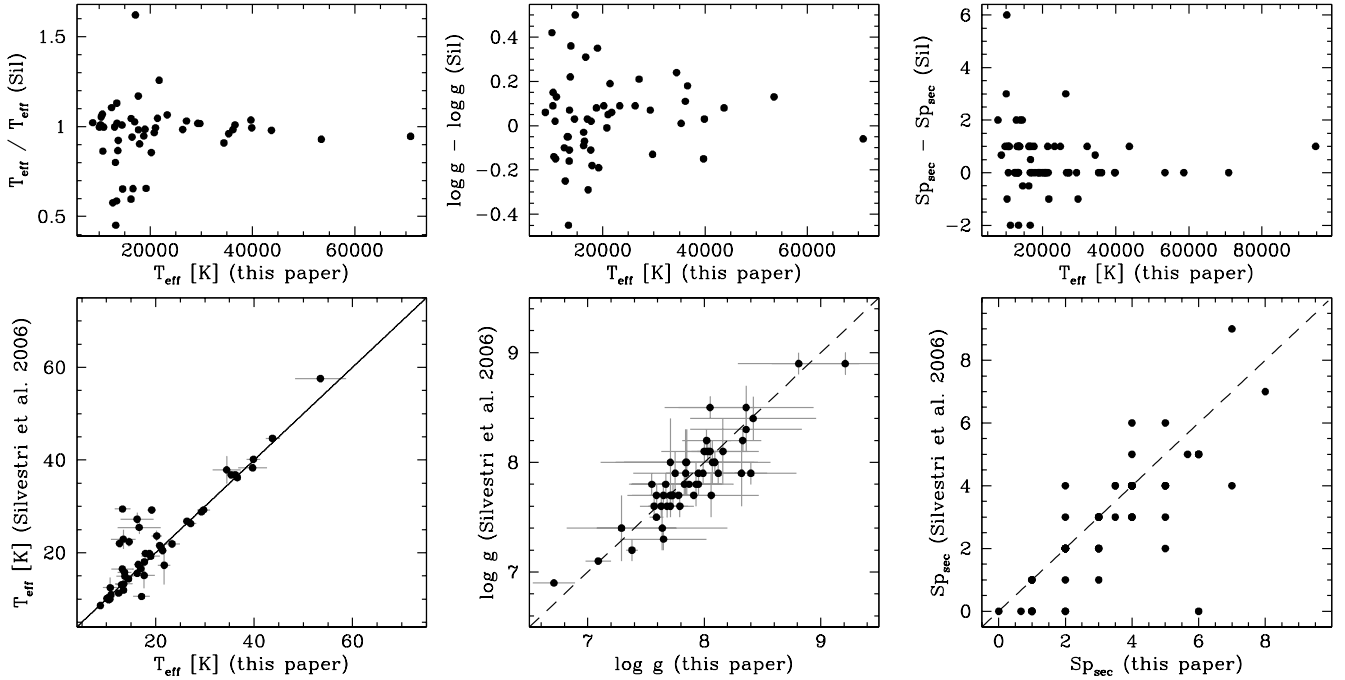 T_eff / T_eff (Sil)
1.5
1
0.5
20000 40000 60000
T_eff [K] (this paper)
log g − log g (Sil)
0.4
0.2
0
−0.2
−0.4
20000 40000 60000
T_eff [K] (this paper)
Sp_sec − Sp_sec (Sil)
6
4
2
0
−2
20000 40000 60000 80000
T_eff [K] (this paper)
T_eff [K] (Silvestri et al. 2006)
60
40
20
20 40 60
T_eff [K] (this paper)
log g (Silvestri et al. 2006)
9
8
7
7 8 9
log g (this paper)
Sp_sec (Silvestri et al. 2006)
8
6
4
2
0
0 2 4 6 8
Sp_sec (this paper)